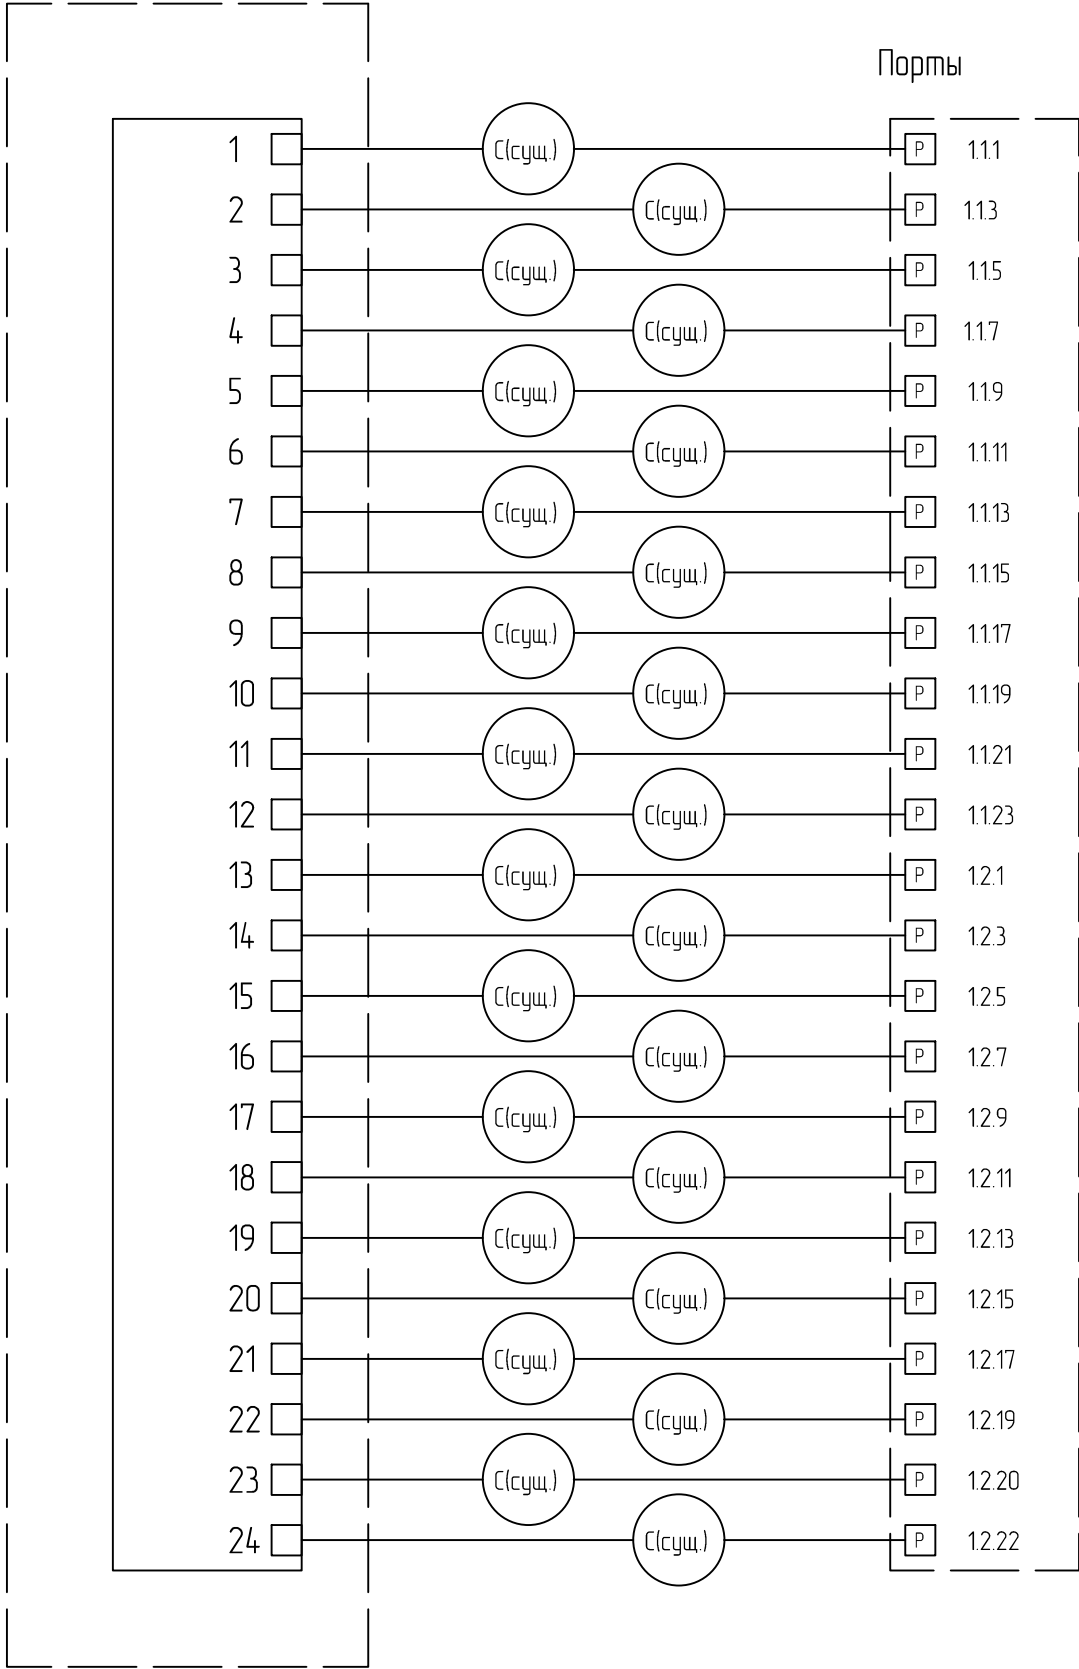 Порты
1 С(сущ.) P 1.1.1
2 С(сущ.) P 1.1.3
3 С(сущ.) P 1.1.5
4 С(сущ.) P 1.1.7
5 С(сущ.) P 1.1.9
6 С(сущ.) P 1.1.11
7 С(сущ.) P 1.1.13
8 С(сущ.) P 1.1.15
9 С(сущ.) P 1.1.17
10 С(сущ.) P 1.1.19
11 С(сущ.) P 1.1.21
12 С(сущ.) P 1.1.23
13 С(сущ.) P 1.2.1
14 С(сущ.) P 1.2.3
15 С(сущ.) P 1.2.5
16 С(сущ.) P 1.2.7
17 С(сущ.) P 1.2.9
18 С(сущ.) P 1.2.11
19 С(сущ.) P 1.2.13
20 С(сущ.) P 1.2.15
21 С(сущ.) P 1.2.17
22 С(сущ.) P 1.2.19
23 С(сущ.) P 1.2.20
24 С(сущ.) P 1.2.22